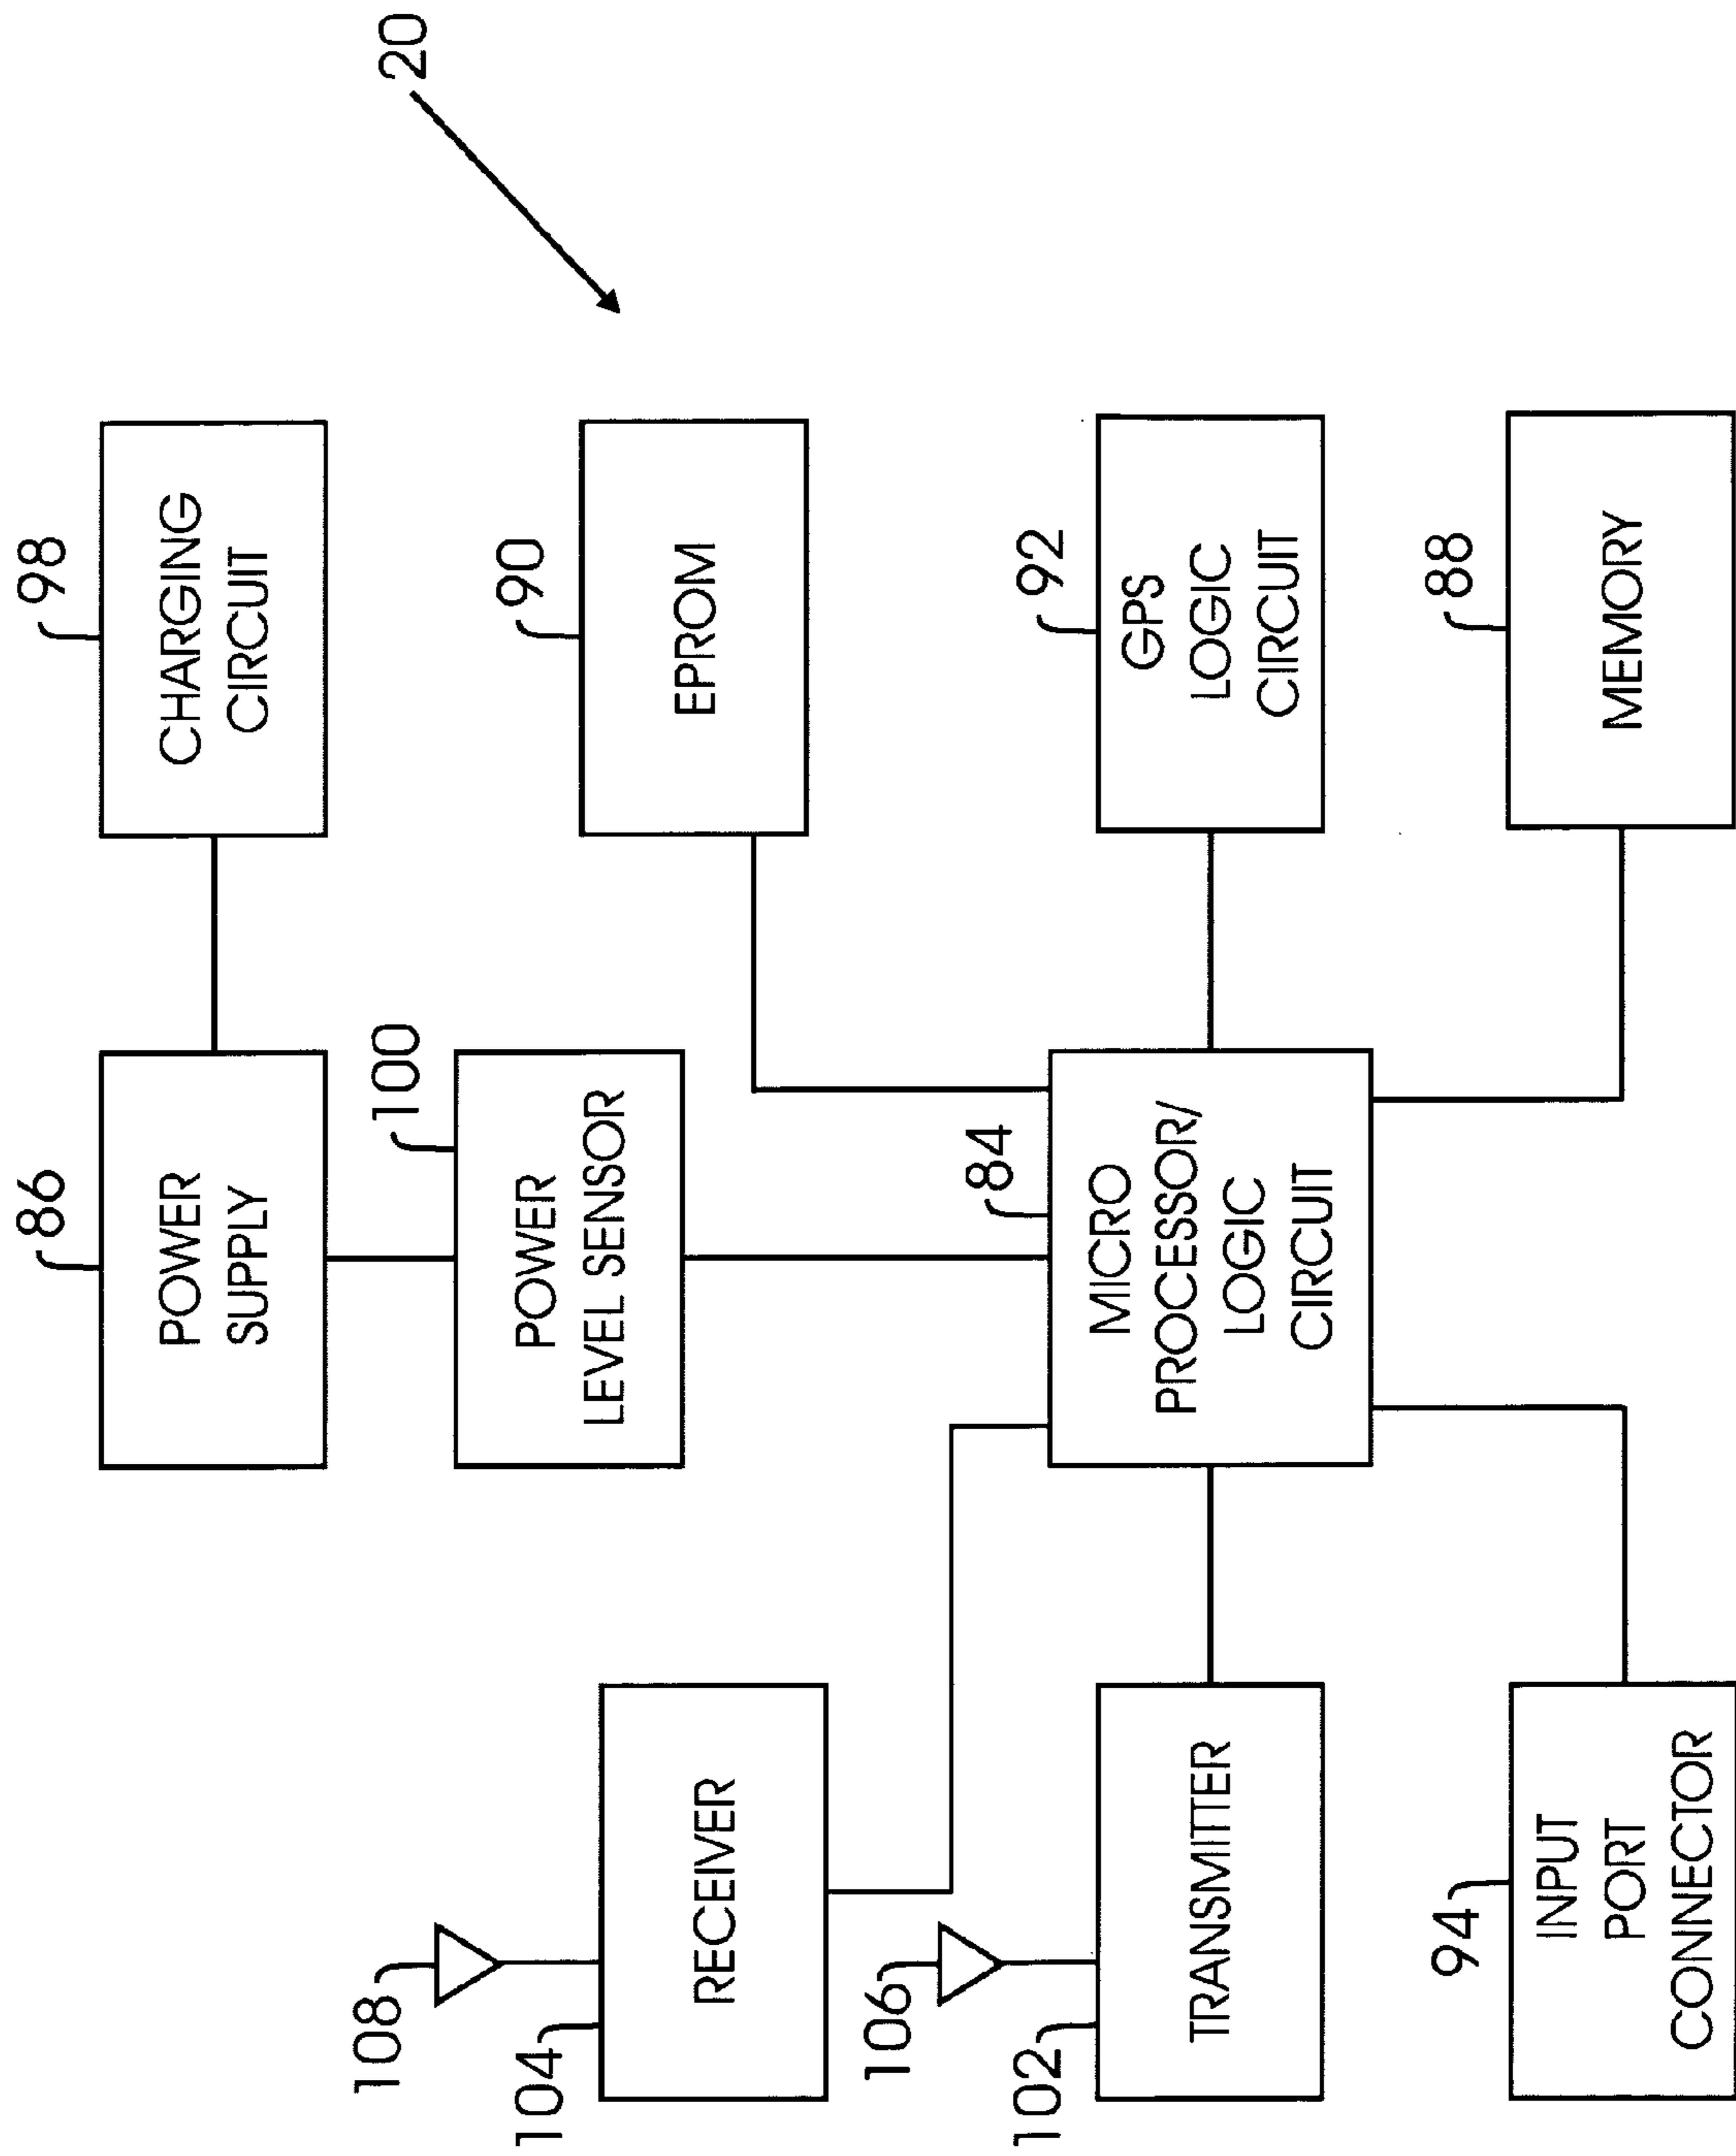 86
98
POWER
SUPPLY
CHARGING
CIRCUIT
108
100
20
104
POWER
LEVEL SENSOR
90
RECEIVER
EPROM
106
84
102
92
TRANSMITTER
MICRO
PROCESSOR/
LOGIC
CIRCUIT
GPS
LOGIC
CIRCUIT
94
88
INPUT
PORT
CONNECTOR
MEMORY